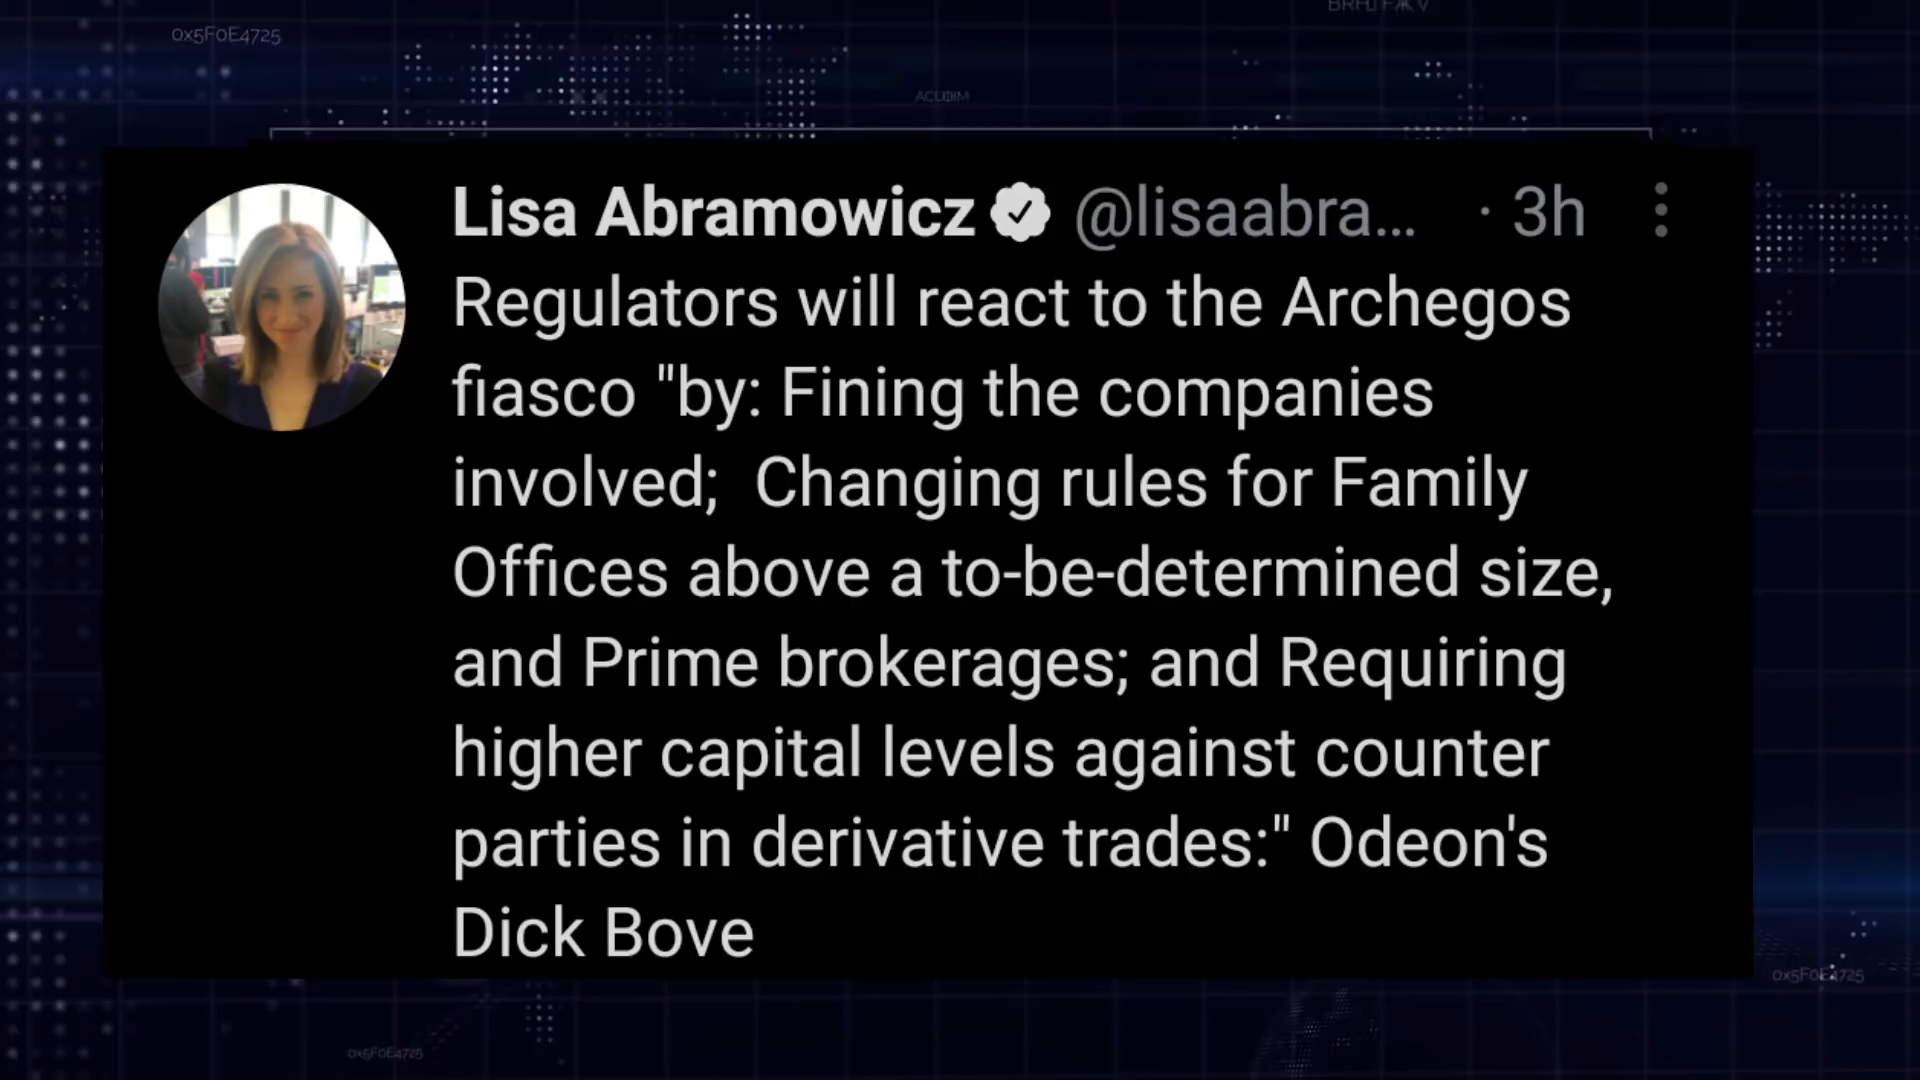 0x5F0E4725
Lisa Abramowicz @lisaabra... · 3h
Regulators will react to the Archegos
fiasco "by: Fining the companies
involved;  Changing rules for Family
Offices above a to-be-determined size,
and Prime brokerages; and Requiring
higher capital levels against counter
parties in derivative trades:" Odeon's
Dick Bove
0x5F0E4725
0x5F0E4725